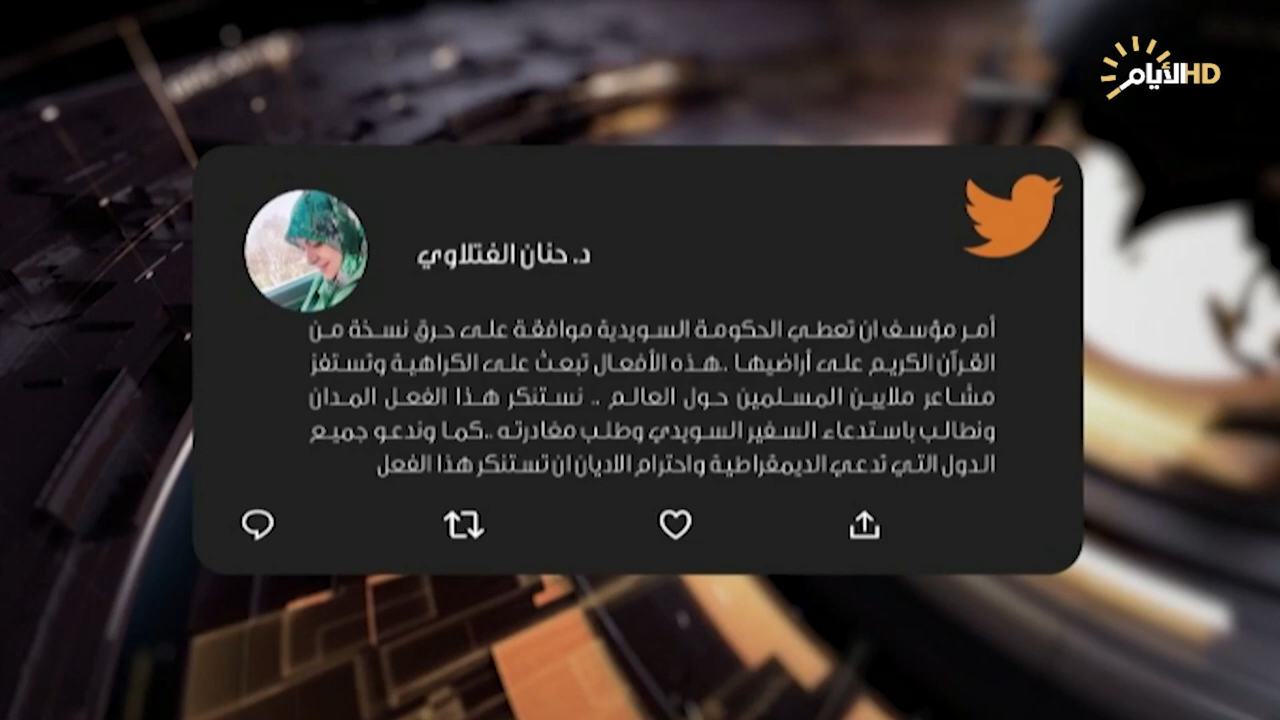 الأيام HD
د. حنان الفتلاوي
أمر مؤسف ان تعطي الحكومة السويدية موافقة على حرق نسخة من
القرآن الكريم على أراضيها ..هذه الأفعال تبعث على الكراهية وتستفز
مشاعر ملايين المسلمين حول العالم .. نستنكر هذا الفعل المدان
ونطالب باستدعاء السفير السويدي وطلب مغادرته ..كما وندعو جميع
الدول التي تدعي الديمقراطية واحترام الاديان ان تستنكر هذا الفعل